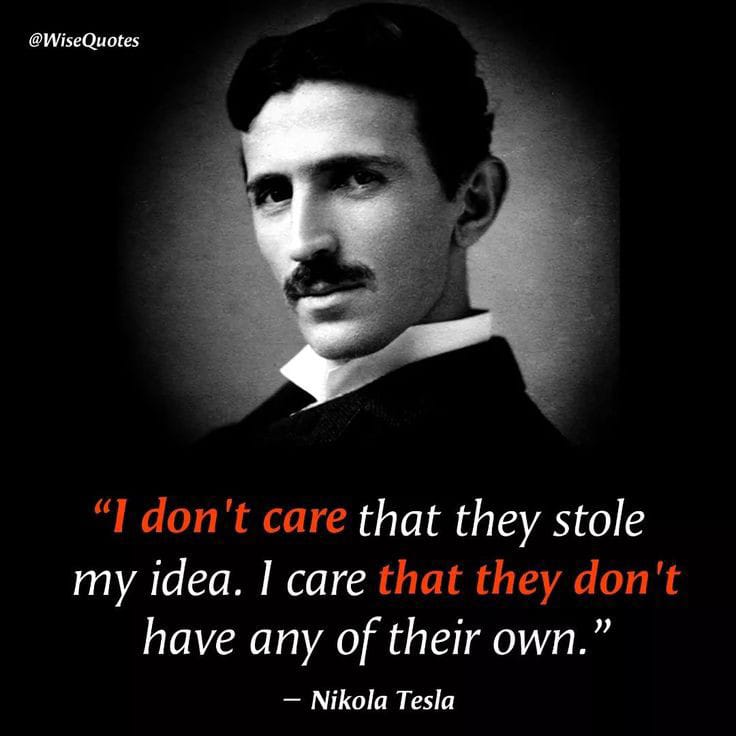 @WiseQuotes
“I don't care that they stole
my idea. I care that they don't
have any of their own.”
– Nikola Tesla